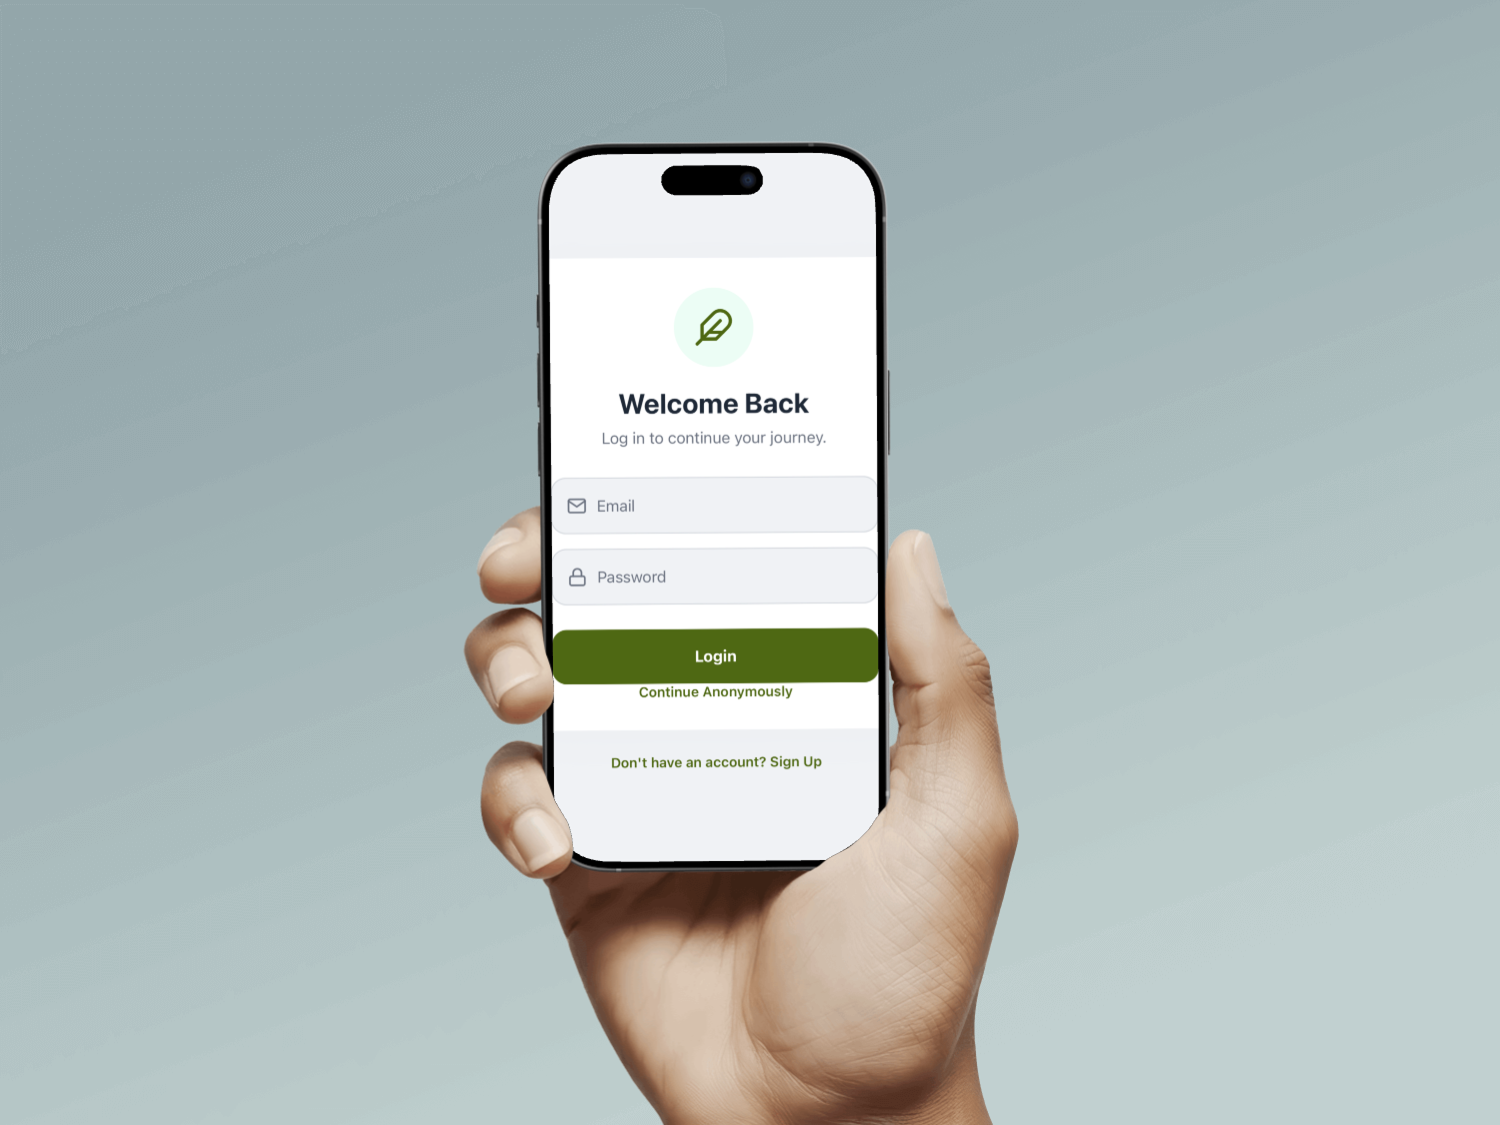 Welcome Back
Log in to continue your journey.
Email
Password
Login
Continue Anonymously
Don't have an account? Sign Up